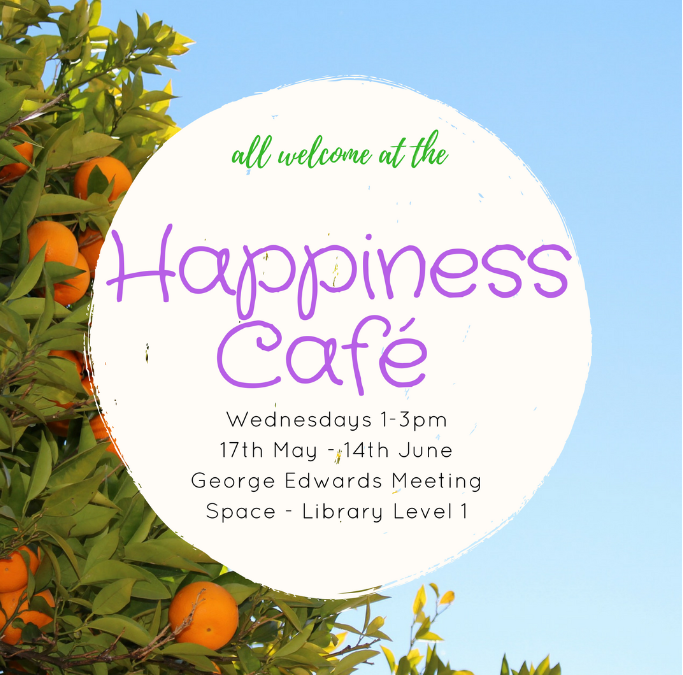 all welcome at the
Happiness
Café
Wednesdays 1-3pm
17th May - 14th June
George Edwards Meeting
Space - Library Level 1